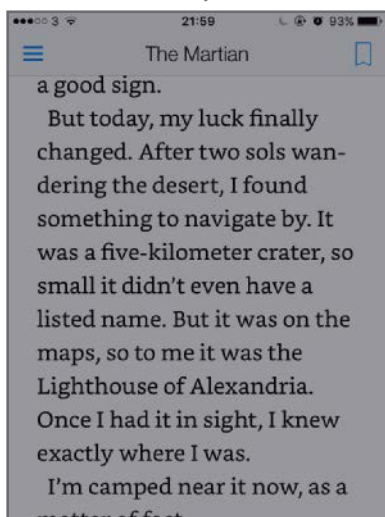 3 21:59 93%
The Martian
a good sign.
But today, my luck finally
changed. After two sols wan-
dering the desert, I found
something to navigate by. It
was a five-kilometer crater, so
small it didn’t even have a
listed name. But it was on the
maps, so to me it was the
Lighthouse of Alexandria.
Once I had it in sight, I knew
exactly where I was.
I’m camped near it now, as a
matter of fact